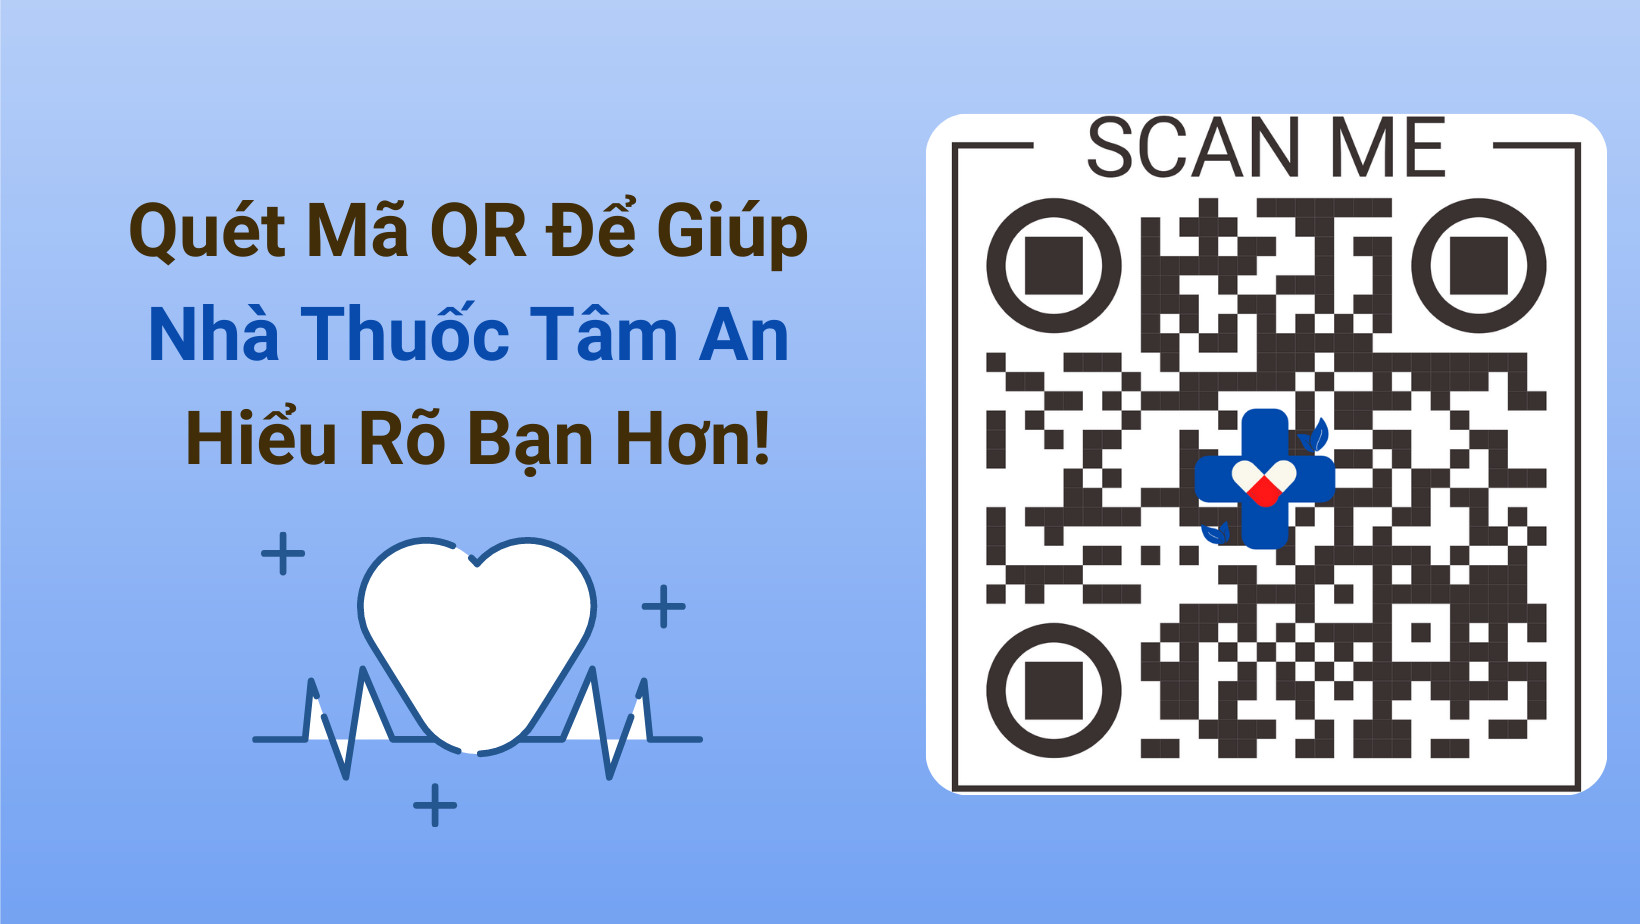 Quét Mã QR Để Giúp
Nhà Thuốc Tâm An
Hiểu Rõ Bạn Hơn!
SCAN ME